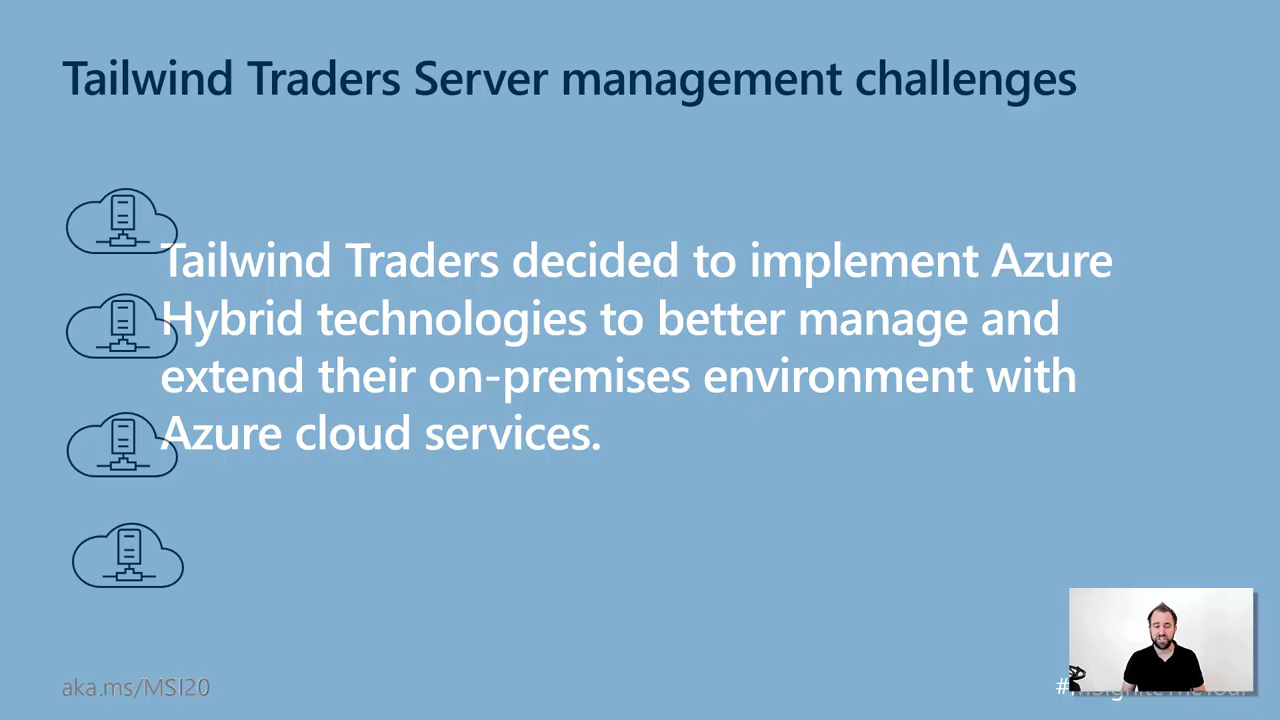 Tailwind Traders Server management challenges
Tailwind Traders decided to implement Azure
Hybrid technologies to better manage and
extend their on-premises environment with
Azure cloud services.
aka.ms/MSI20